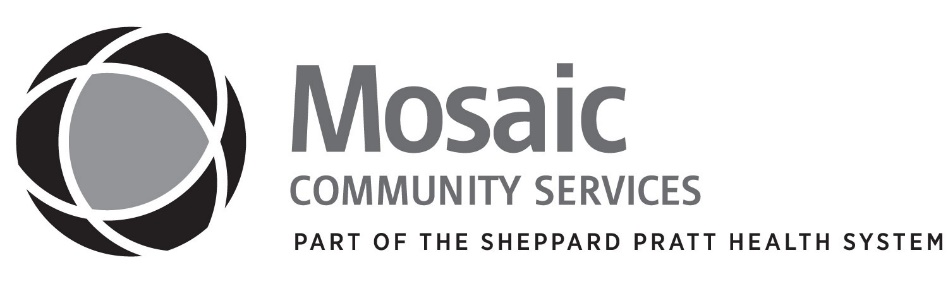 Mosaic
COMMUNITY SERVICES
PART OF THE SHEPPARD PRATT HEALTH SYSTEM